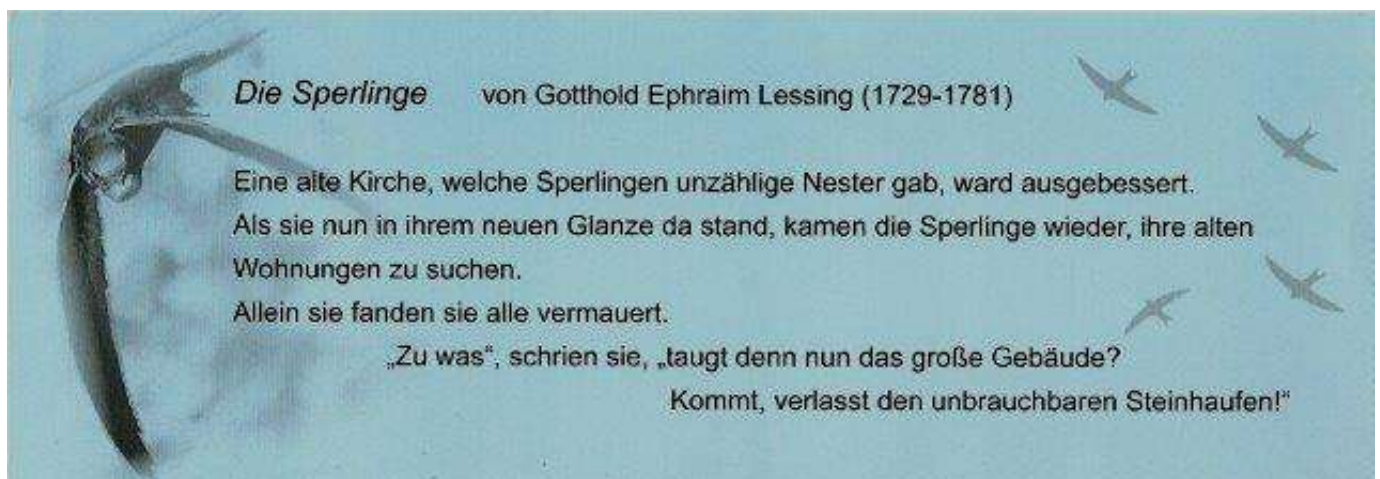 Die Sperlinge von Gotthold Ephraim Lessing (1729-1781)
Eine alte Kirche, welche Sperlingen unzählige Nester gab, ward ausgebessert.
Als sie nun in ihrem neuen Glanze da stand, kamen die Sperlinge wieder, ihre alten
Wohnungen zu suchen.
Allein sie fanden sie alle vermauert.
„Zu was“, schrien sie, „taugt denn nun das große Gebäude?
Kommt, verlasst den unbrauchbaren Steinhaufen!“